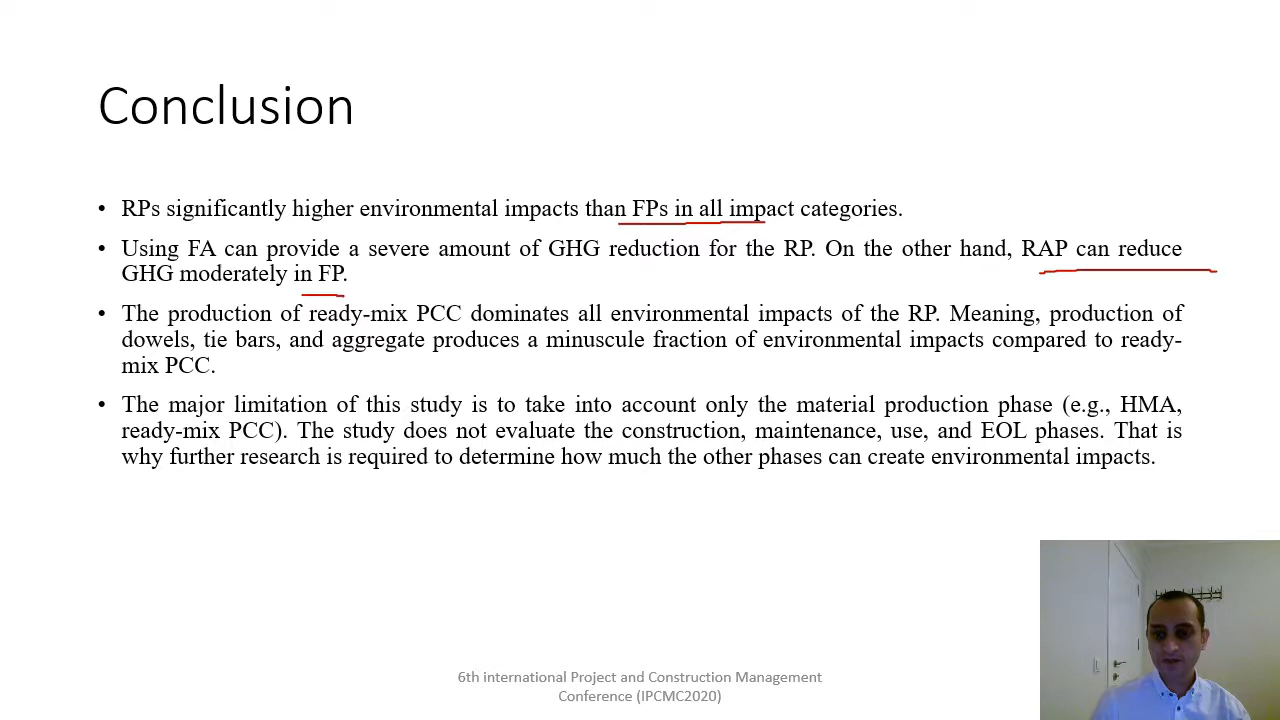 Conclusion
• RPs significantly higher environmental impacts than FPs in all impact categories.
• Using FA can provide a severe amount of GHG reduction for the RP. On the other hand, RAP can reduce
GHG moderately in FP.
• The production of ready-mix PCC dominates all environmental impacts of the RP. Meaning, production of
dowels, tie bars, and aggregate produces a minuscule fraction of environmental impacts compared to ready-
mix PCC.
• The major limitation of this study is to take into account only the material production phase (e.g., HMA,
ready-mix PCC). The study does not evaluate the construction, maintenance, use, and EOL phases. That is
why further research is required to determine how much the other phases can create environmental impacts.
6th international Project and Construction Management
Conference (IPCMC2020)